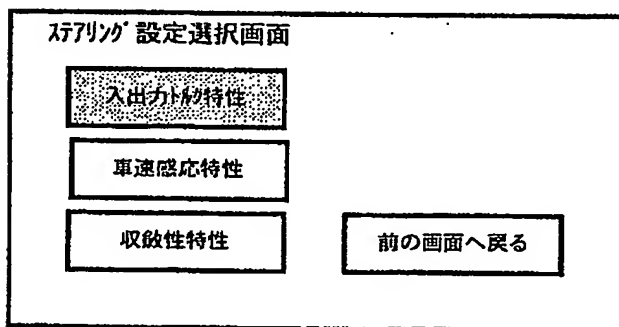 ｽﾃｱﾘﾝｸﾞ設定選択画面
入出力ﾄﾙｸ特性
車速感応特性
収斂性特性
前の画面へ戻る